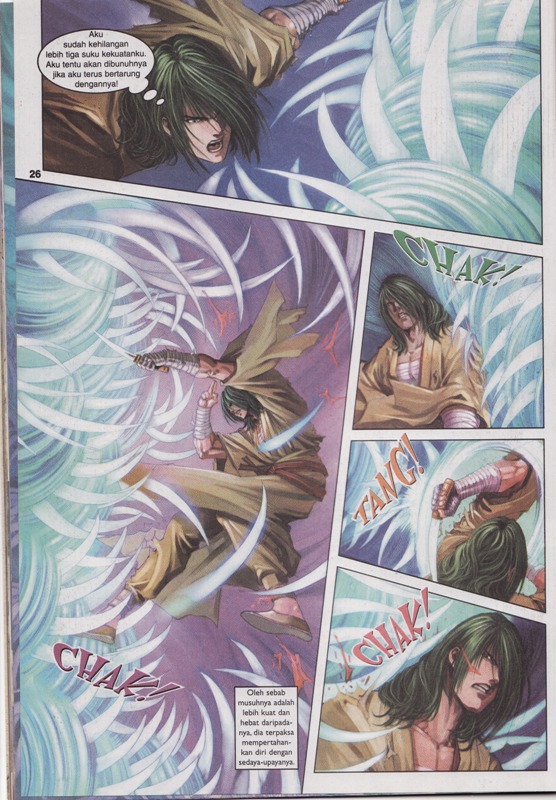 Aku
sudah kehilangan
lebih tiga suku kekuatanku.
Aku tentu akan dibunuhnya
jika aku terus bertarung
dengannya!
26
CHAK!
TANG!
CHAK!
CHAK!
Oleh sebab
musuhnya adalah
lebih kuat dan
hebat daripada-
nya, dia terpaksa
mempertahan-
kan diri dengan
sedaya-upayanya.